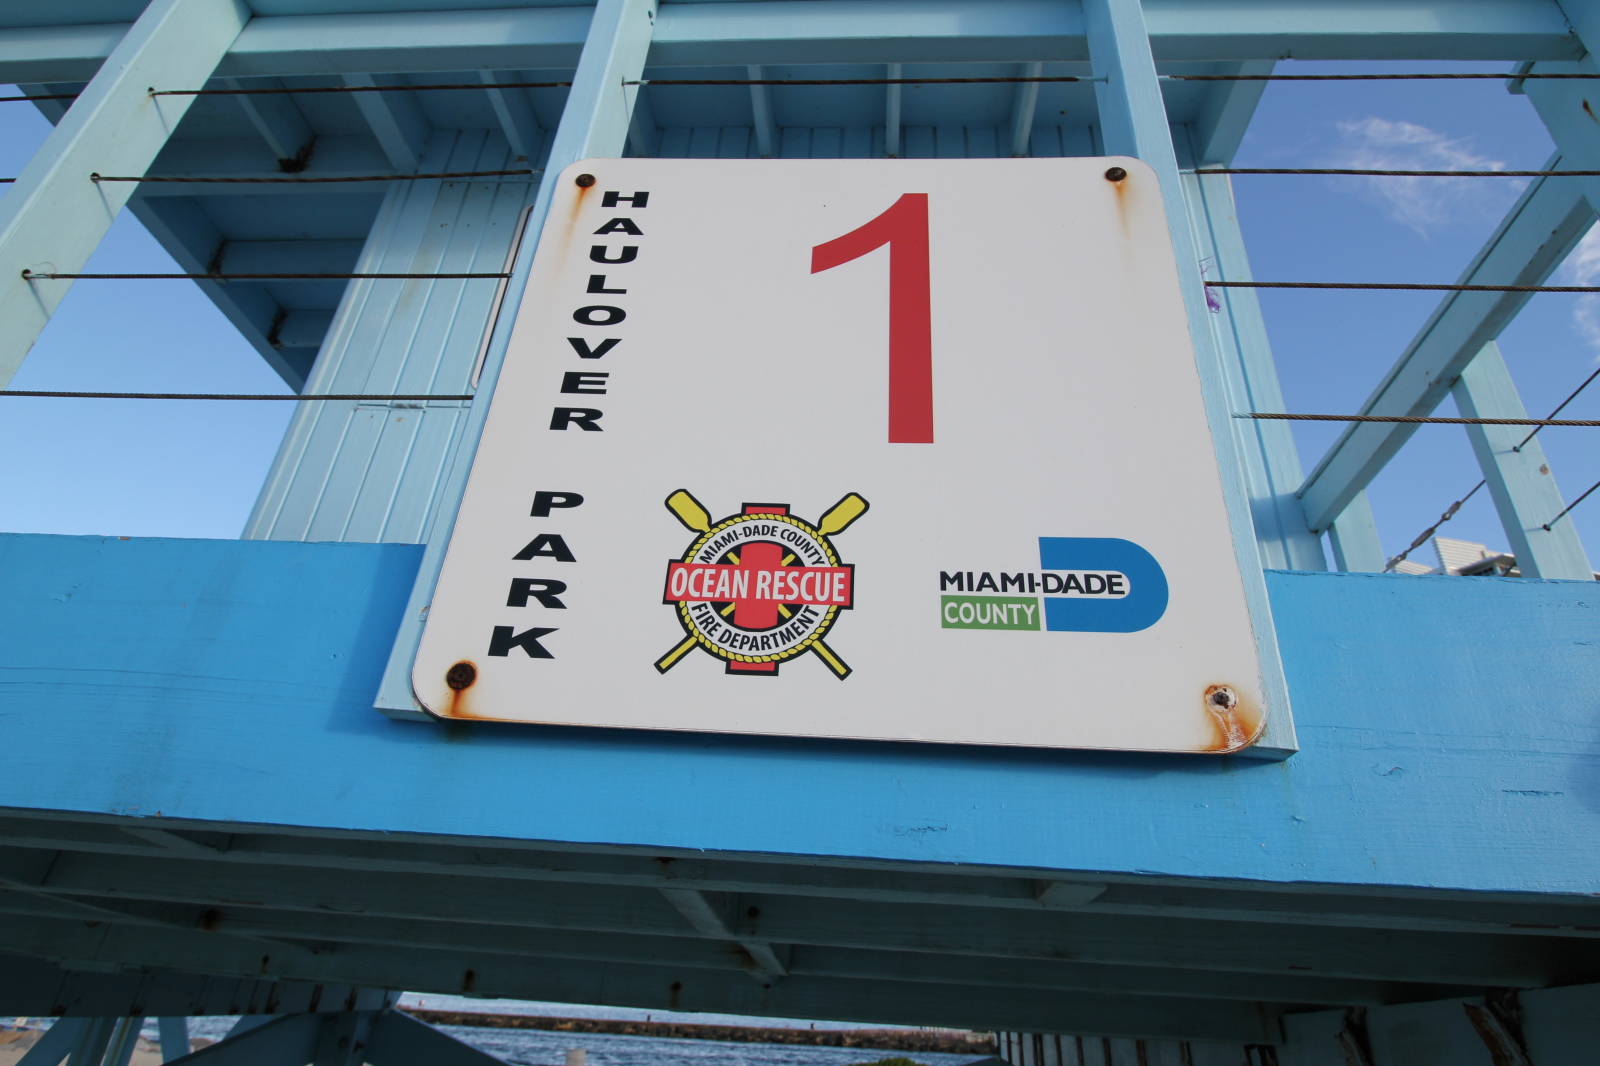 HAULOVER PARK
1
MIAMI-DADE COUNTY
OCEAN RESCUE
FIRE DEPARTMENT
MIAMI-DADE
COUNTY